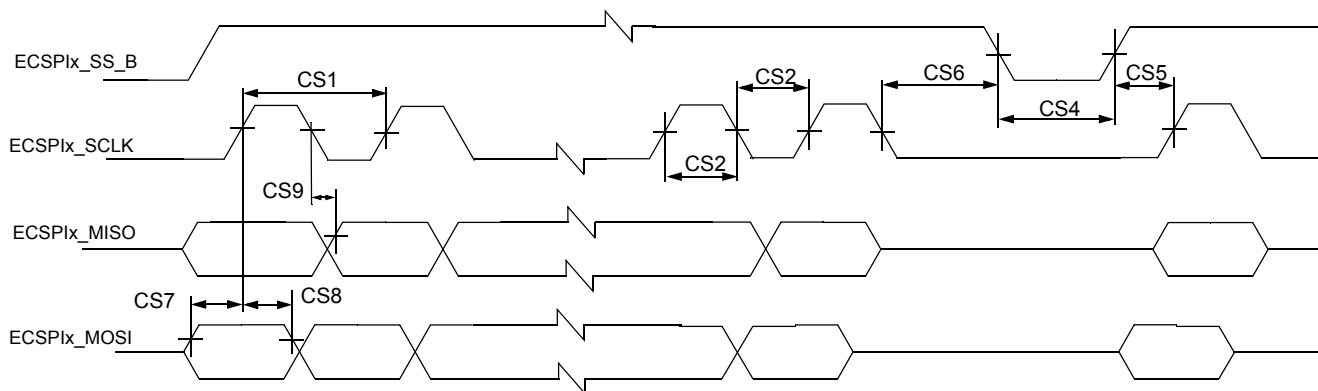 ECSPIx_SS_B
CS1
CS2
CS6
CS5
CS4
ECSPIx_SCLK
CS2
CS9
ECSPIx_MISO
CS7
CS8
ECSPIx_MOSI